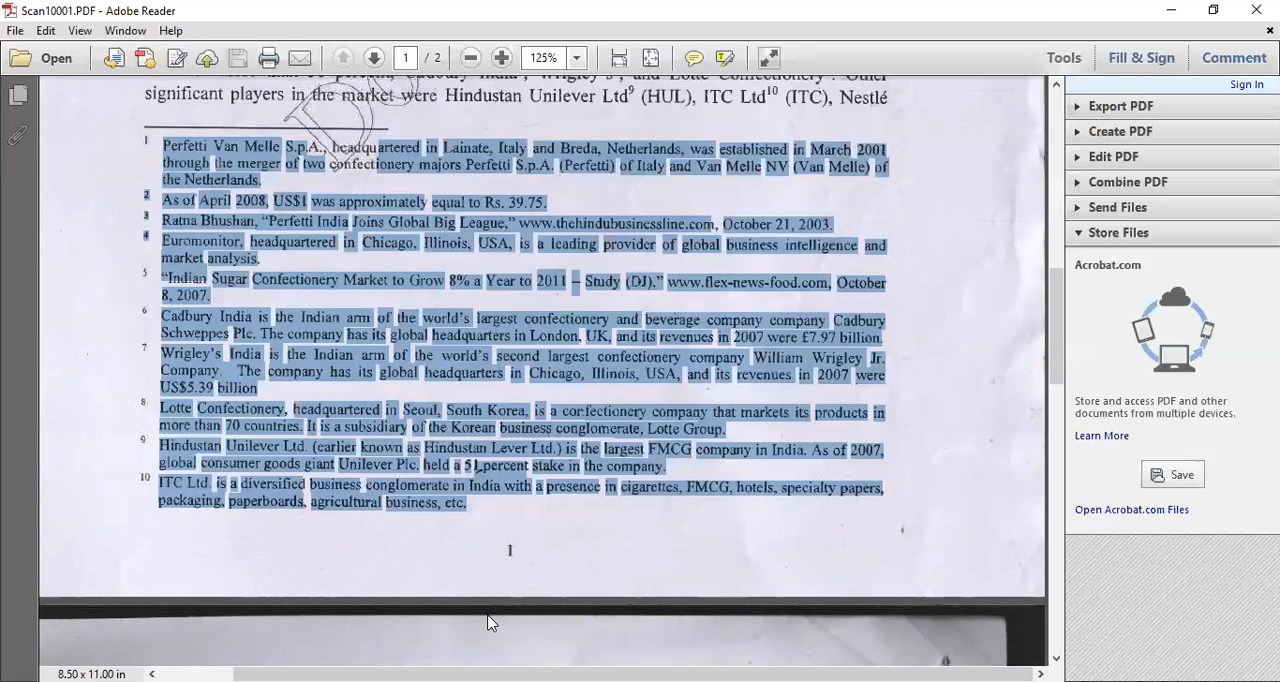 Scan10001.PDF - Adobe Reader
File Edit View Window Help
Open 1 / 2 125% Tools Fill & Sign Comment
Sign In
significant players in the market were Hindustan Unilever Ltd9 (HUL), ITC Ltd10 (ITC), Nestlé
1 Perfetti Van Melle S.p.A., headquartered in Lainate, Italy and Breda, Netherlands, was established in March 2001
through the merger of two confectionery majors Perfetti S.p.A. (Perfetti) of Italy and Van Melle NV (Van Melle) of
the Netherlands.
2 As of April 2008, US$1 was approximately equal to Rs. 39.75.
3 Ratna Bhushan, “Perfetti India Joins Global Big League,” www.thehindubusinessline.com, October 21, 2003.
4 Euromonitor, headquartered in Chicago, Illinois, USA, is a leading provider of global business intelligence and
market analysis.
5 “Indian Sugar Confectionery Market to Grow 8% a Year to 2011 – Study (DJ),” www.flex-news-food.com, October
8, 2007.
6 Cadbury India is the Indian arm of the world's largest confectionery and beverage company company Cadbury
Schweppes Plc. The company has its global headquarters in London, UK, and its revenues in 2007 were £7.97 billion.
7 Wrigley's India is the Indian arm of the world's second largest confectionery company William Wrigley Jr.
Company. The company has its global headquarters in Chicago, Illinois, USA, and its revenues in 2007 were
US$5.39 billion
8 Lotte Confectionery, headquartered in Seoul, South Korea, is a confectionery company that markets its products in
more than 70 countries. It is a subsidiary of the Korean business conglomerate, Lotte Group.
9 Hindustan Unilever Ltd. (earlier known as Hindustan Lever Ltd.) is the largest FMCG company in India. As of 2007,
global consumer goods giant Unilever Plc. held a 51 percent stake in the company.
10 ITC Ltd. is a diversified business conglomerate in India with a presence in cigarettes, FMCG, hotels, specialty papers,
packaging, paperboards, agricultural business, etc.
1
8.50 x 11.00 in
Export PDF
Create PDF
Edit PDF
Combine PDF
Send Files
Store Files
Acrobat.com
Store and access PDF and other
documents from multiple devices.
Learn More
Save
Open Acrobat.com Files